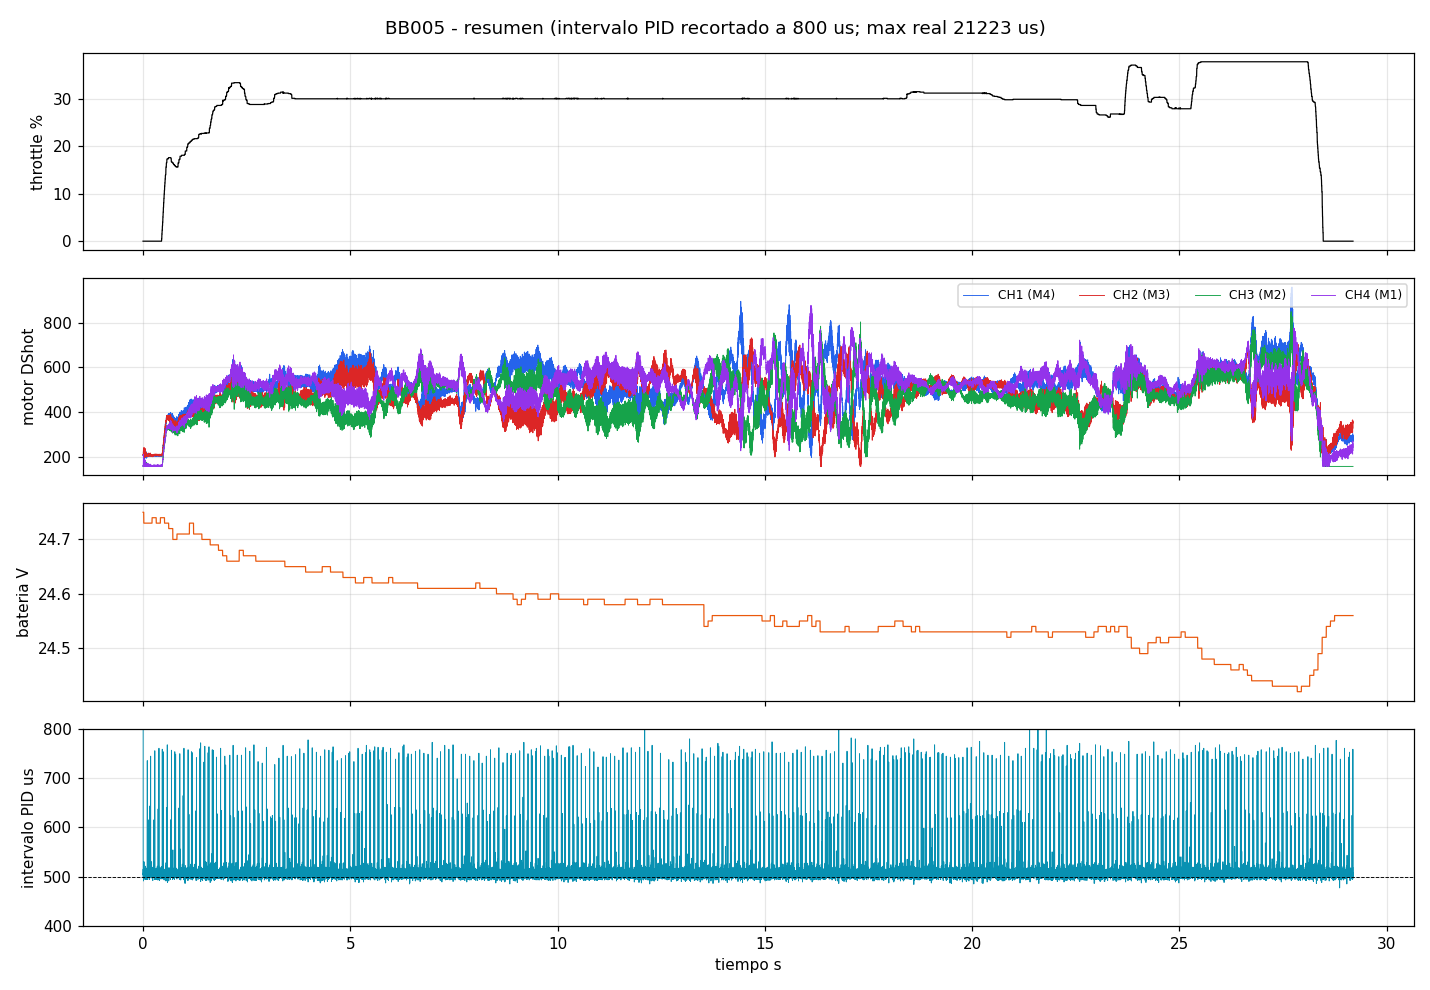 BB005 - resumen (intervalo PID recortado a 800 us; max real 21223 us)
throttle %
30
20
10
0
motor DShot
800
600
400
200
CH1 (M4) CH2 (M3) CH3 (M2) CH4 (M1)
bateria V
24.7
24.6
24.5
intervalo PID us
800
700
600
500
400
0 5 10 15 20 25 30
tiempo s